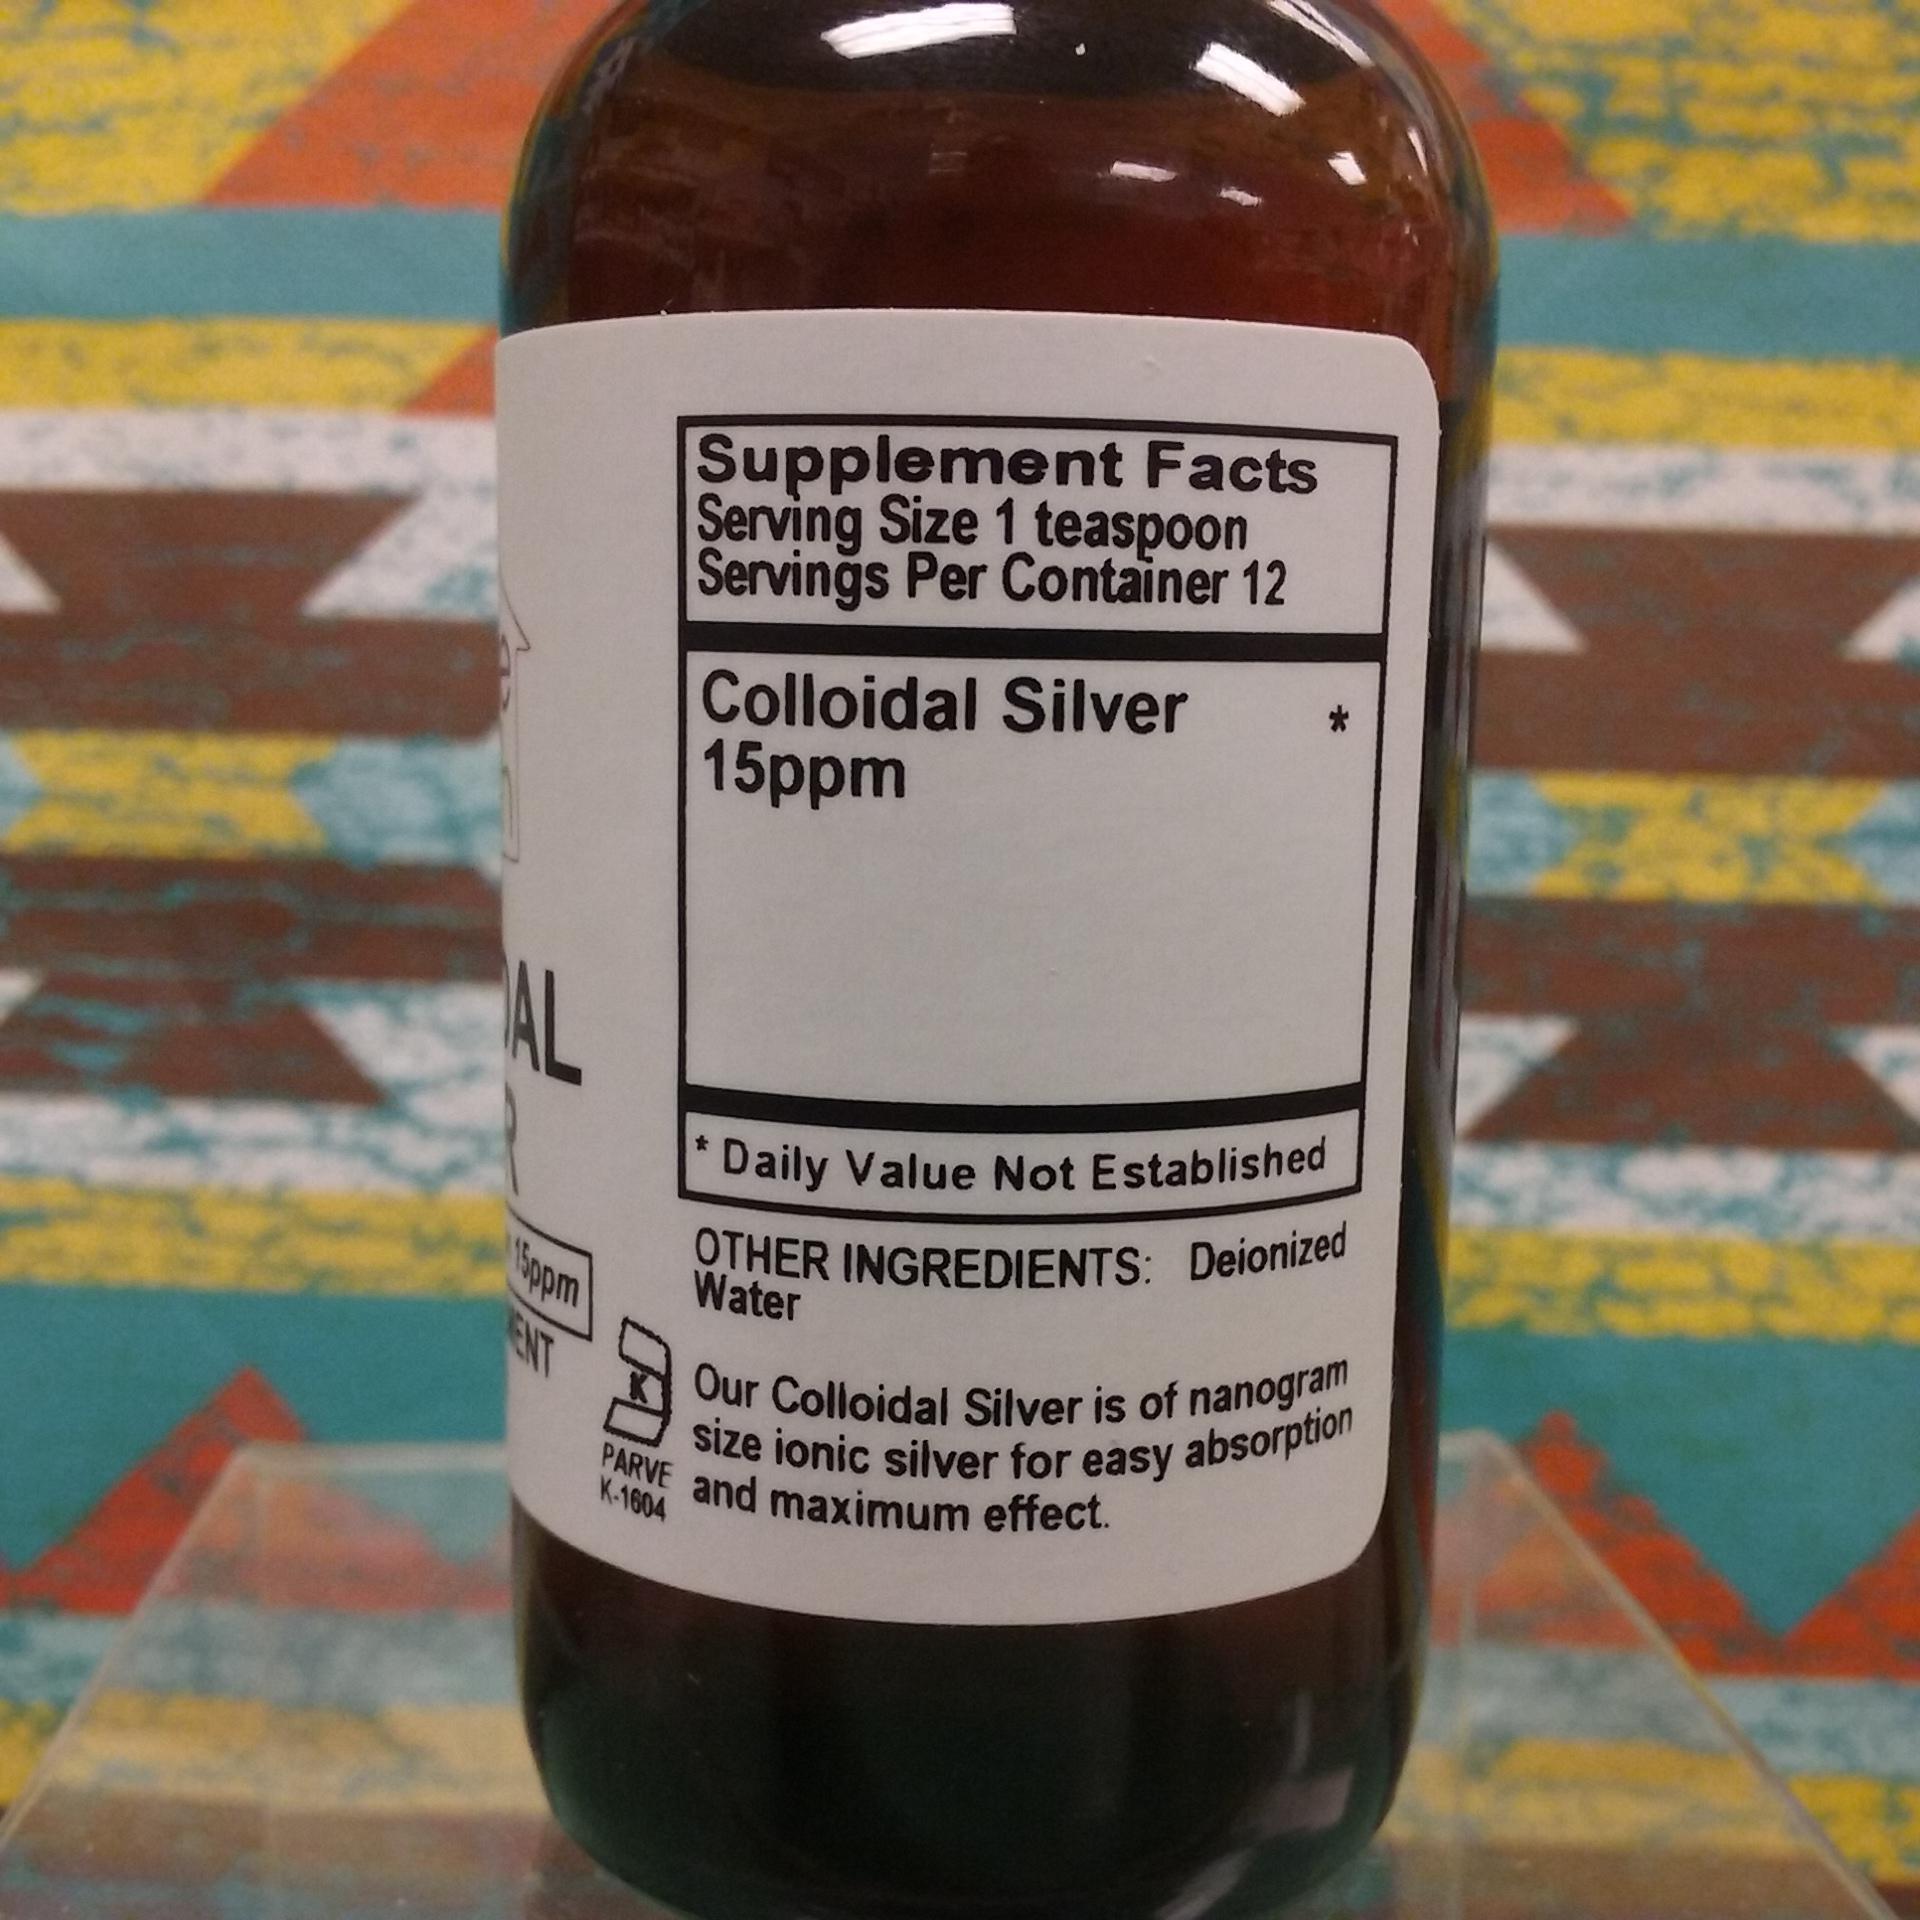 Supplement Facts
Serving Size 1 teaspoon
Servings Per Container 12
Colloidal Silver *
15ppm
* Daily Value Not Established
OTHER INGREDIENTS: Deionized
Water
Our Colloidal Silver is of nanogram
size ionic silver for easy absorption
and maximum effect.
K
PARVE
K-1604
15ppm